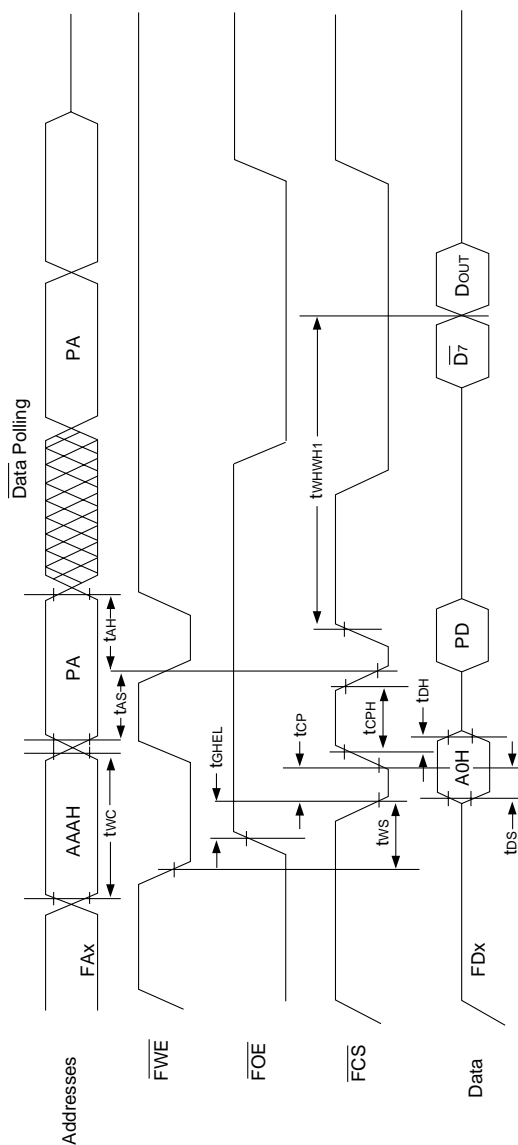 Data Polling
Addresses
FAx
AAAH
PA
PA
tWC
tAS
tAH
FWE
FOE
tGHEL
FCS
tWS
tCP
tCPH
tWHWH1
Data
FDx
A0H
PD
D7
DOUT
tDS
tDH